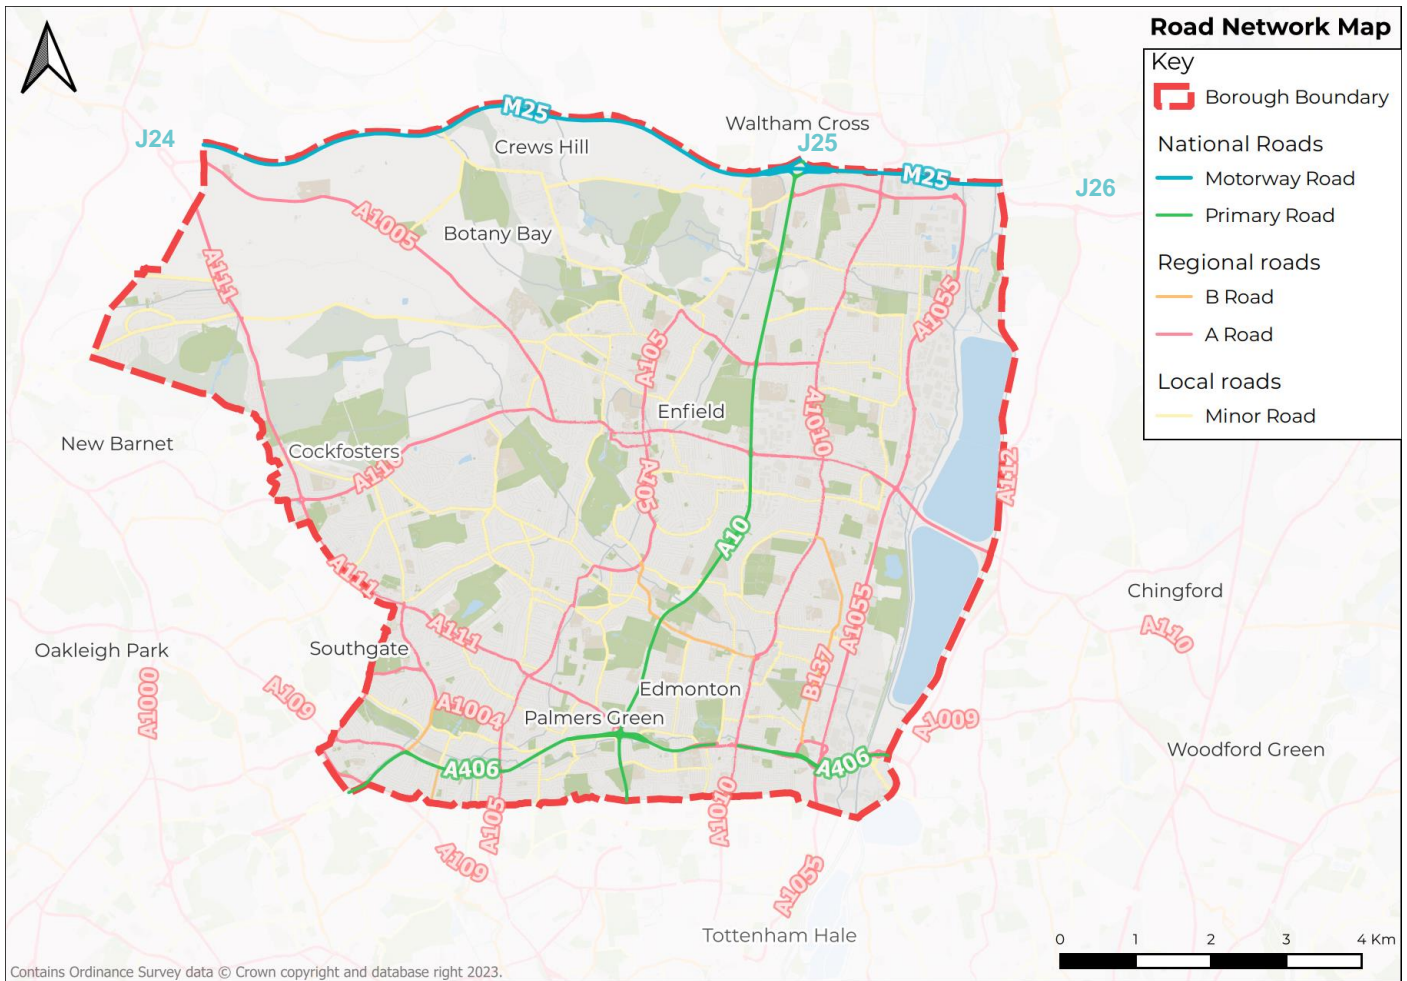 Road Network Map
Key
Borough Boundary
National Roads
Motorway Road
Primary Road
Regional roads
B Road
A Road
Local roads
Minor Road
M25
Waltham Cross
J24
J25
Crews Hill
M25
J26
A1005
Botany Bay
A111
A1055
A105
Enfield
A1010
New Barnet
Cockfosters
A110
A105
A112
A10
A111
Chingford
A1055
A111
A110
Oakleigh Park
Southgate
B137
A1000
A109
Edmonton
A1004
Palmers Green
A1009
Woodford Green
A406
A406
A105
A1010
A109
A1055
Tottenham Hale
0 1 2 3 4 Km
Contains Ordinance Survey data © Crown copyright and database right 2023.